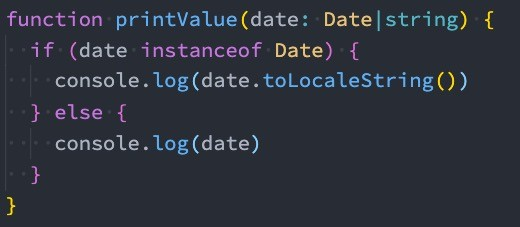 function printValue(date: Date|string) {
  if (date instanceof Date) {
    console.log(date.toLocaleString())
  } else {
    console.log(date)
  }
}